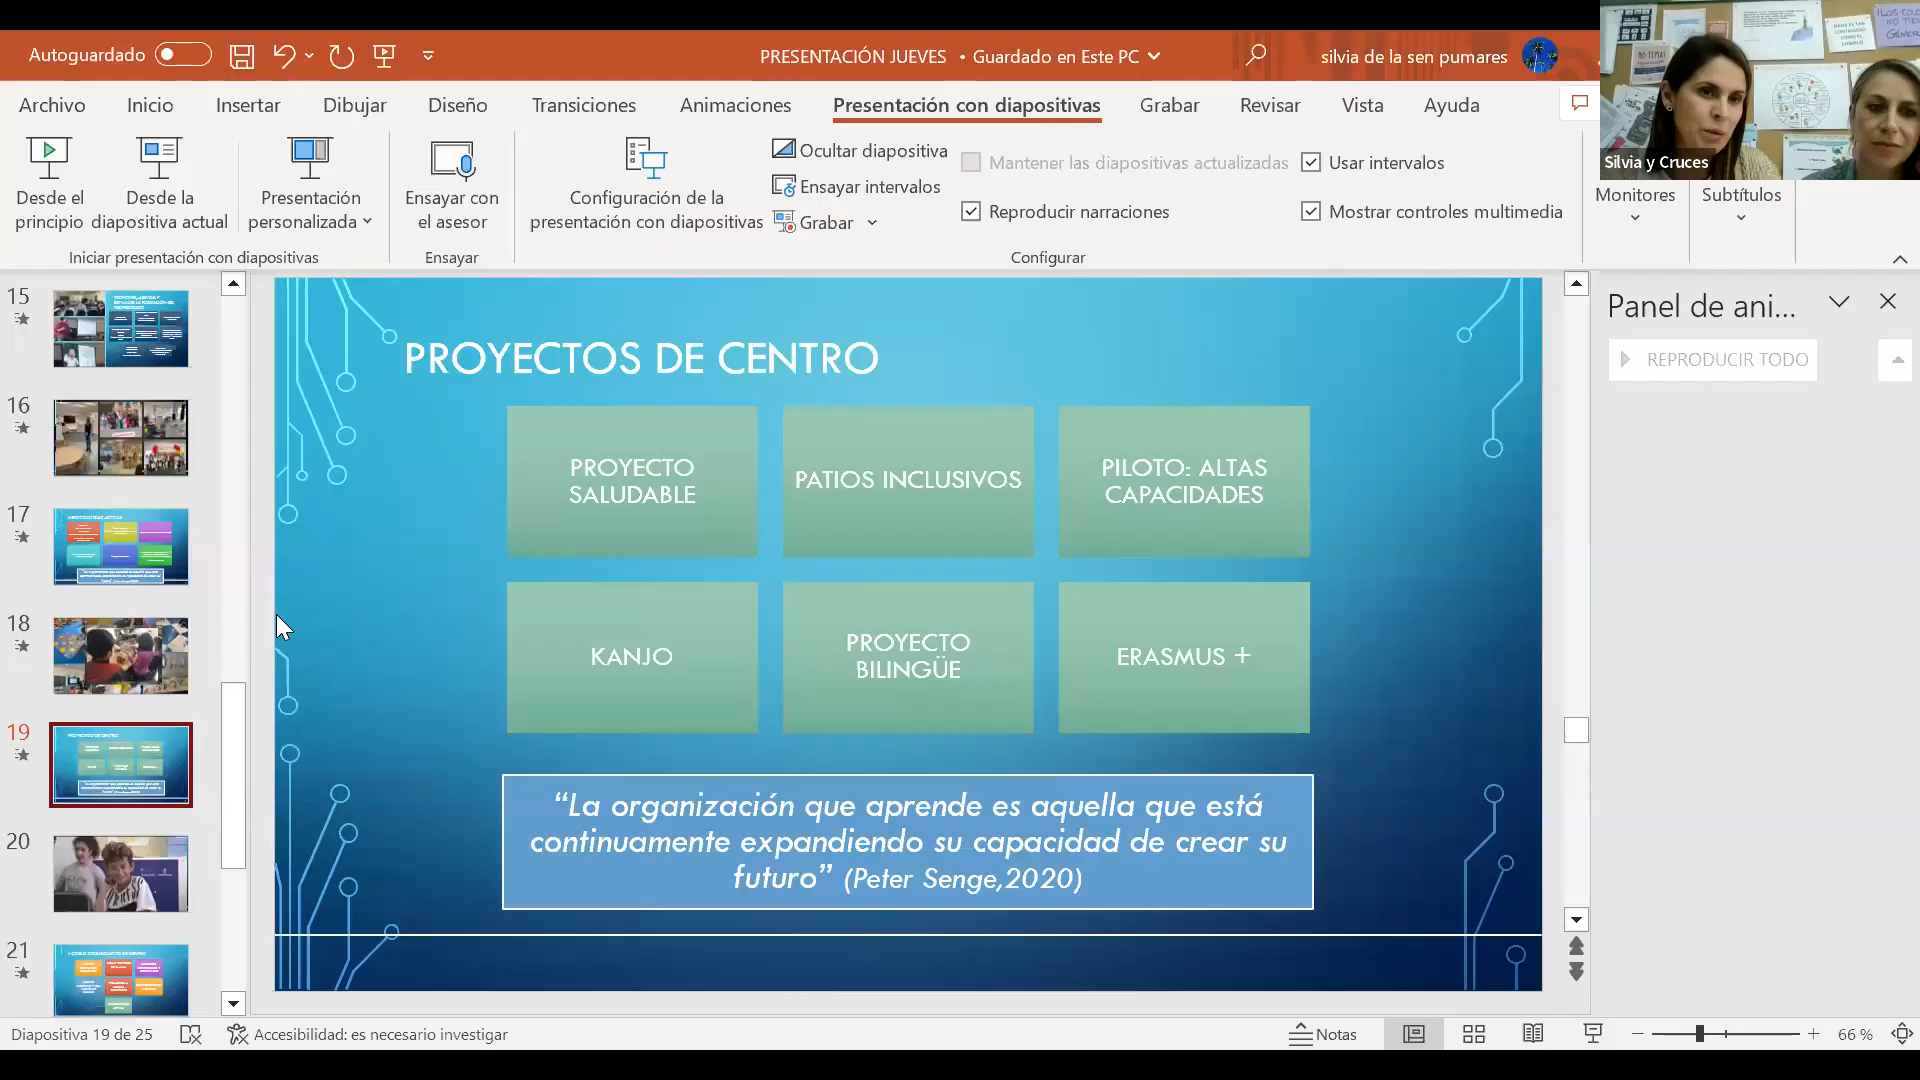 Autoguardado
PRESENTACIÓN JUEVES • Guardado en Este PC
silvia de la sen pumares
Archivo Inicio Insertar Dibujar Diseño Transiciones Animaciones Presentación con diapositivas Grabar Revisar Vista Ayuda
Desde el principio
Desde la diapositiva actual
Presentación personalizada
Iniciar presentación con diapositivas
Ensayar con el asesor
Ensayar
Configuración de la presentación con diapositivas
Ocultar diapositiva
Ensayar intervalos
Grabar
Mantener las diapositivas actualizadas
Reproducir narraciones
Usar intervalos
Mostrar controles multimedia
Configurar
Monitores
Subtítulos
Silvia y Cruces
15
16
17
18
19
20
21
PROYECTOS DE CENTRO
PROYECTO
SALUDABLE
PATIOS INCLUSIVOS
PILOTO: ALTAS
CAPACIDADES
KANJO
PROYECTO
BILINGÜE
ERASMUS +
“La organización que aprende es aquella que está
continuamente expandiendo su capacidad de crear su
futuro” (Peter Senge,2020)
Panel de ani...
REPRODUCIR TODO
Diapositiva 19 de 25
Accesibilidad: es necesario investigar
Notas
66 %